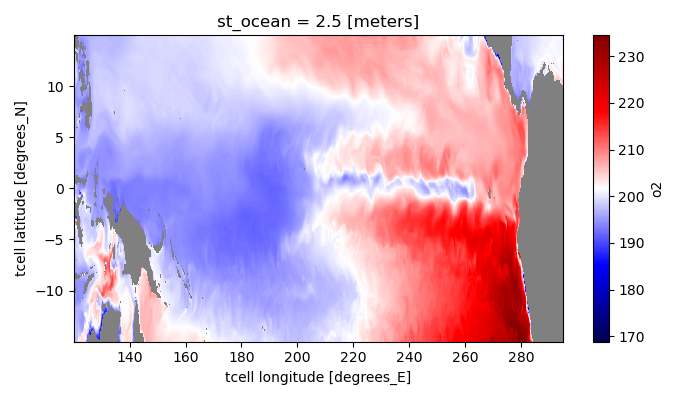 st_ocean = 2.5 [meters]
tcell latitude [degrees_N]
10
5
0
−5
−10
140 160 180 200 220 240 260 280
tcell longitude [degrees_E]
230
220
210
200
190
180
170
o2